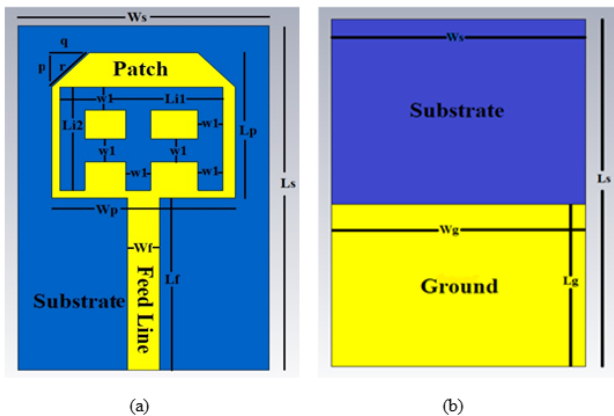 Ws
q
p
r
Patch
w1
Li1
Li2
w1
Lp
w1
w1
w1
w1
Wp
Ls
Wf
Lf
Substrate
Feed Line
(a)
Ws
Substrate
Ls
Wg
Ground
Lg
(b)